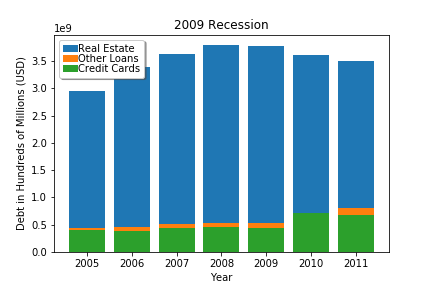 2009 Recession
1e9
Real Estate
Other Loans
Credit Cards
Debt in Hundreds of Millions (USD)
3.5
3.0
2.5
2.0
1.5
1.0
0.5
0.0
2005 2006 2007 2008 2009 2010 2011
Year